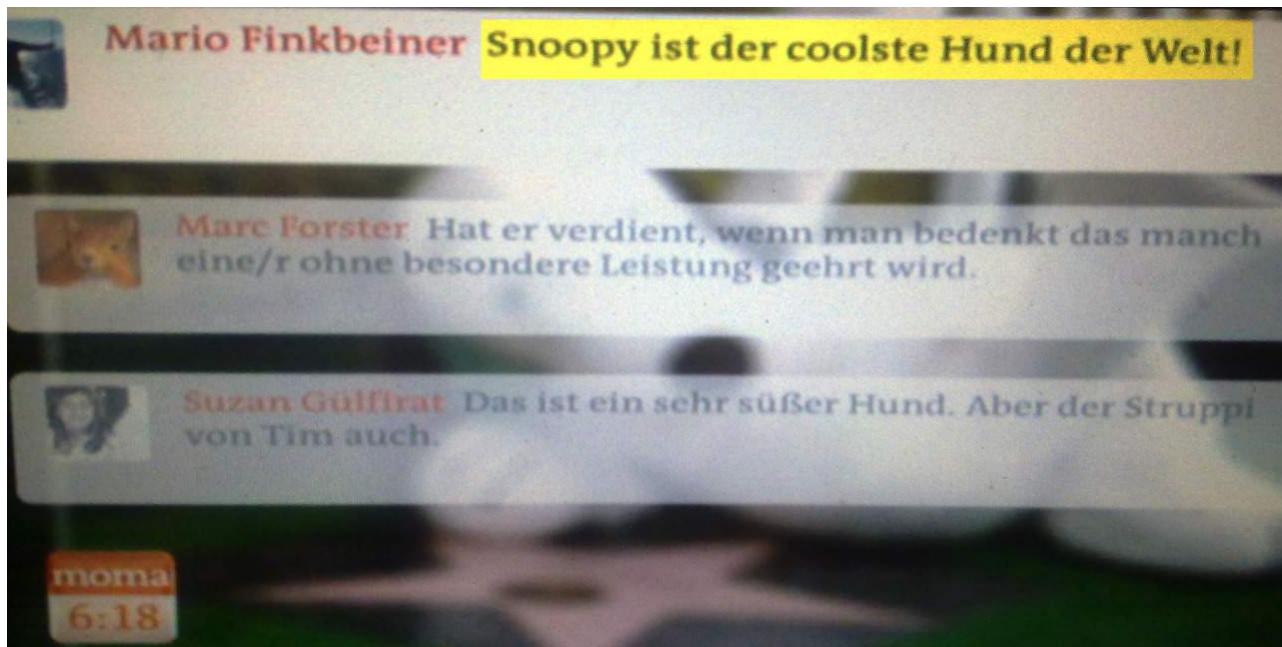 Mario Finkbeiner Snoopy ist der coolste Hund der Welt!
Marc Forster Hat er verdient, wenn man bedenkt das manch
eine/r ohne besondere Leistung geehrt wird.
Suzan Gülfirat Das ist ein sehr süßer Hund. Aber der Struppi
von Tim auch.
moma
6:18